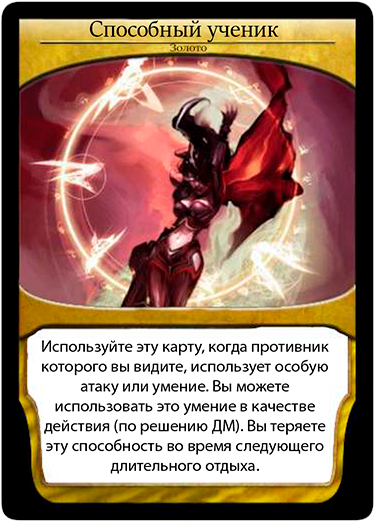 Способный ученик
Золото
Используйте эту карту, когда противник
которого вы видите, использует особую
атаку или умение. Вы можете
использовать это умение в качестве
действия (по решению ДМ). Вы теряете
эту способность во время следующего
длительного отдыха.